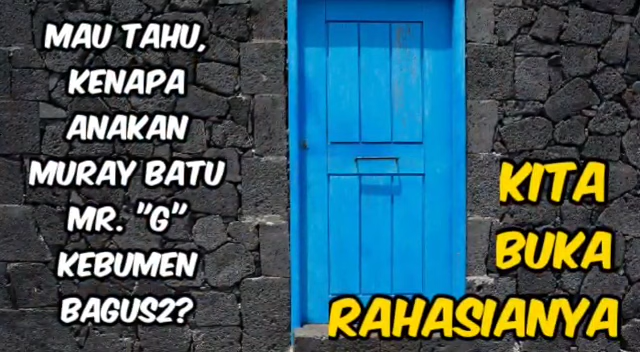 MAU TAHU,
KENAPA
ANAKAN
MURAY BATU
MR. "G"
KEBUMEN
BAGUS2?
KITA
BUKA
RAHASIANYA